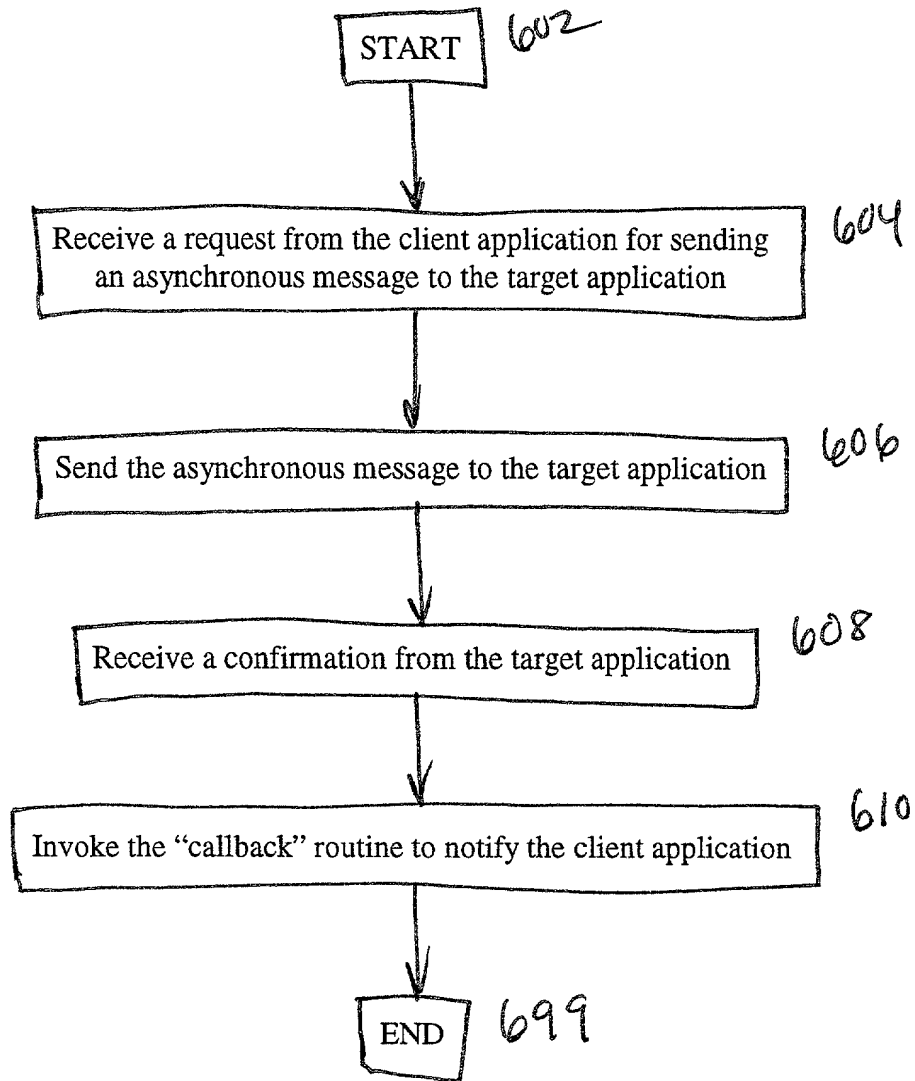 START 602
Receive a request from the client application for sending 604
an asynchronous message to the target application
Send the asynchronous message to the target application 606
Receive a confirmation from the target application 608
Invoke the “callback” routine to notify the client application 610
END 699